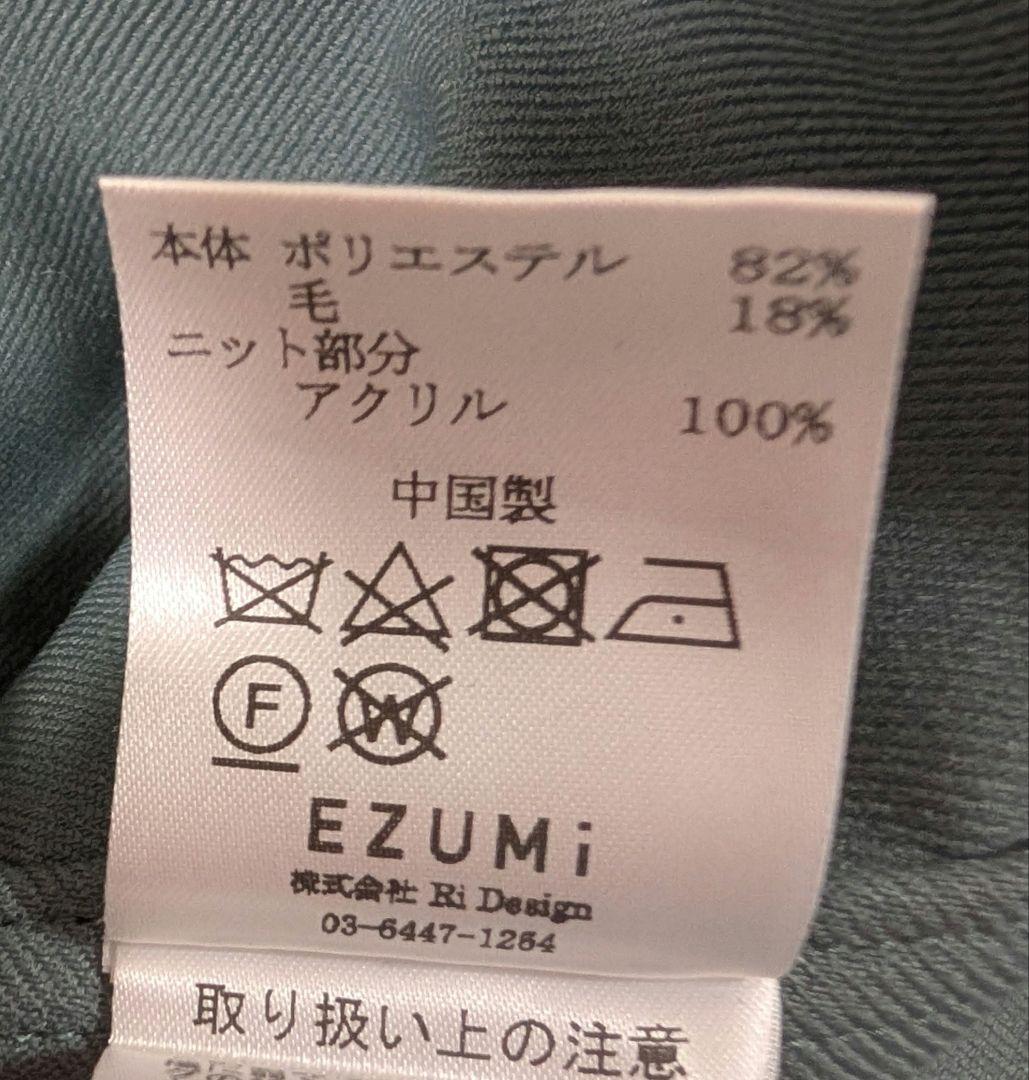 本体 ポリエステル 82%
毛 18%
ニット部分
アクリル 100%
中国製
F W
EZUMi
株式会社 Ri Design
03-6447-1264
取り扱い上の注意